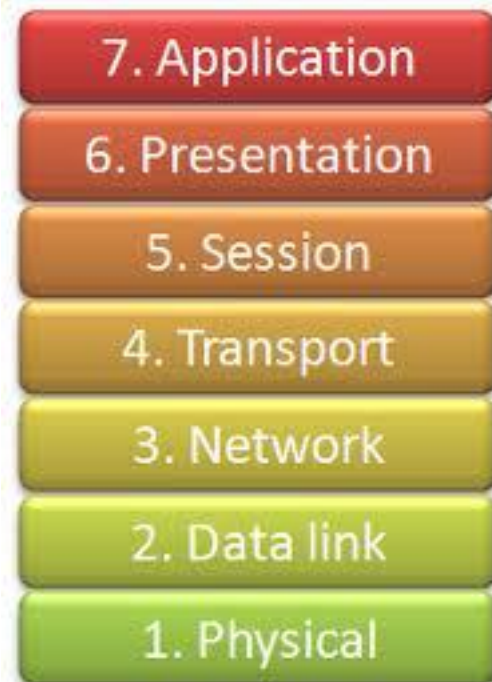 7. Application
6. Presentation
5. Session
4. Transport
3. Network
2. Data link
1. Physical